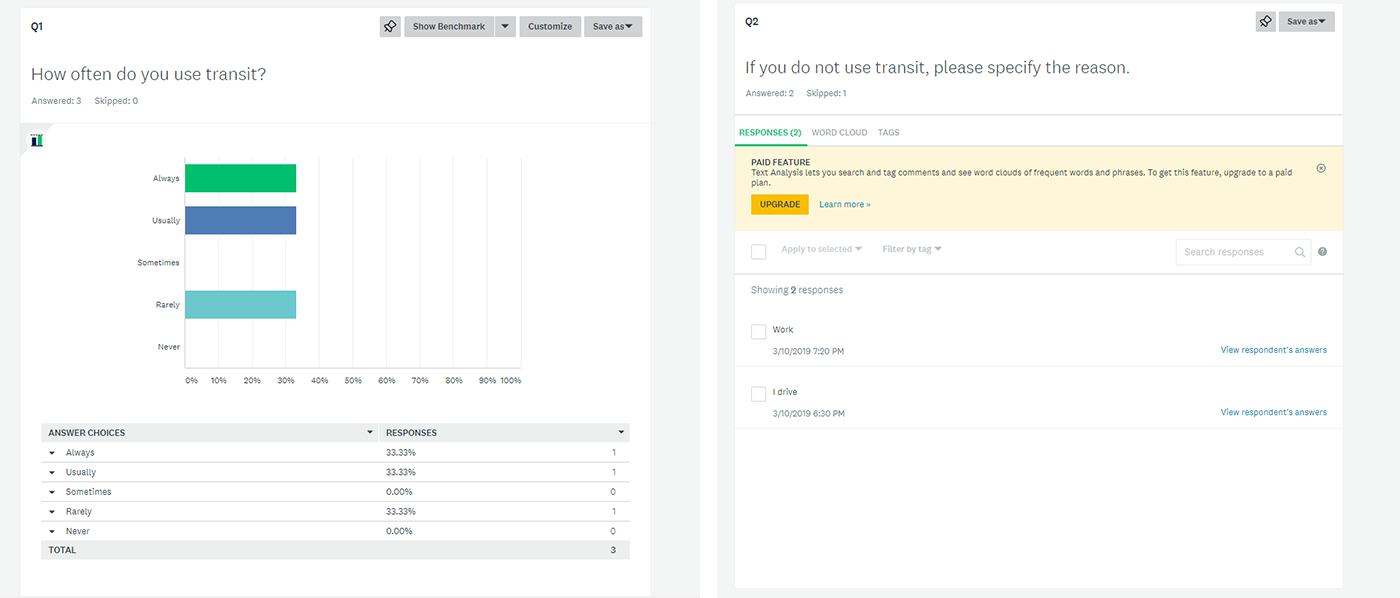 Q1
Show Benchmark
Customize
Save as
How often do you use transit?
Answered: 3 Skipped: 0
Always
Usually
Sometimes
Rarely
Never
0% 10% 20% 30% 40% 50% 60% 70% 80% 90% 100%
ANSWER CHOICES RESPONSES
Always 33.33% 1
Usually 33.33% 1
Sometimes 0.00% 0
Rarely 33.33% 1
Never 0.00% 0
TOTAL 3
Q2
Save as
If you do not use transit, please specify the reason.
Answered: 2 Skipped: 1
RESPONSES (2) WORD CLOUD TAGS
PAID FEATURE
Text Analysis lets you search and tag comments and see word clouds of frequent words and phrases. To get this feature, upgrade to a paid
plan.
UPGRADE Learn more »
Apply to selected Filter by tag Search responses ?
Showing 2 responses
Work
3/10/2019 7:20 PM View respondent's answers
I drive
3/10/2019 6:30 PM View respondent's answers